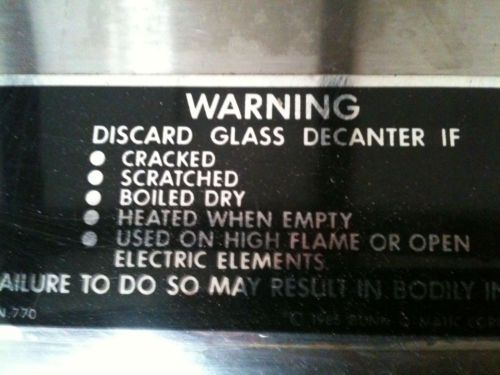 WARNING
DISCARD GLASS DECANTER IF
● CRACKED
● SCRATCHED
● BOILED DRY
● HEATED WHEN EMPTY
● USED ON HIGH FLAME OR OPEN
ELECTRIC ELEMENTS
AILURE TO DO SO MAY RESULT IN BODILY IN
N.770